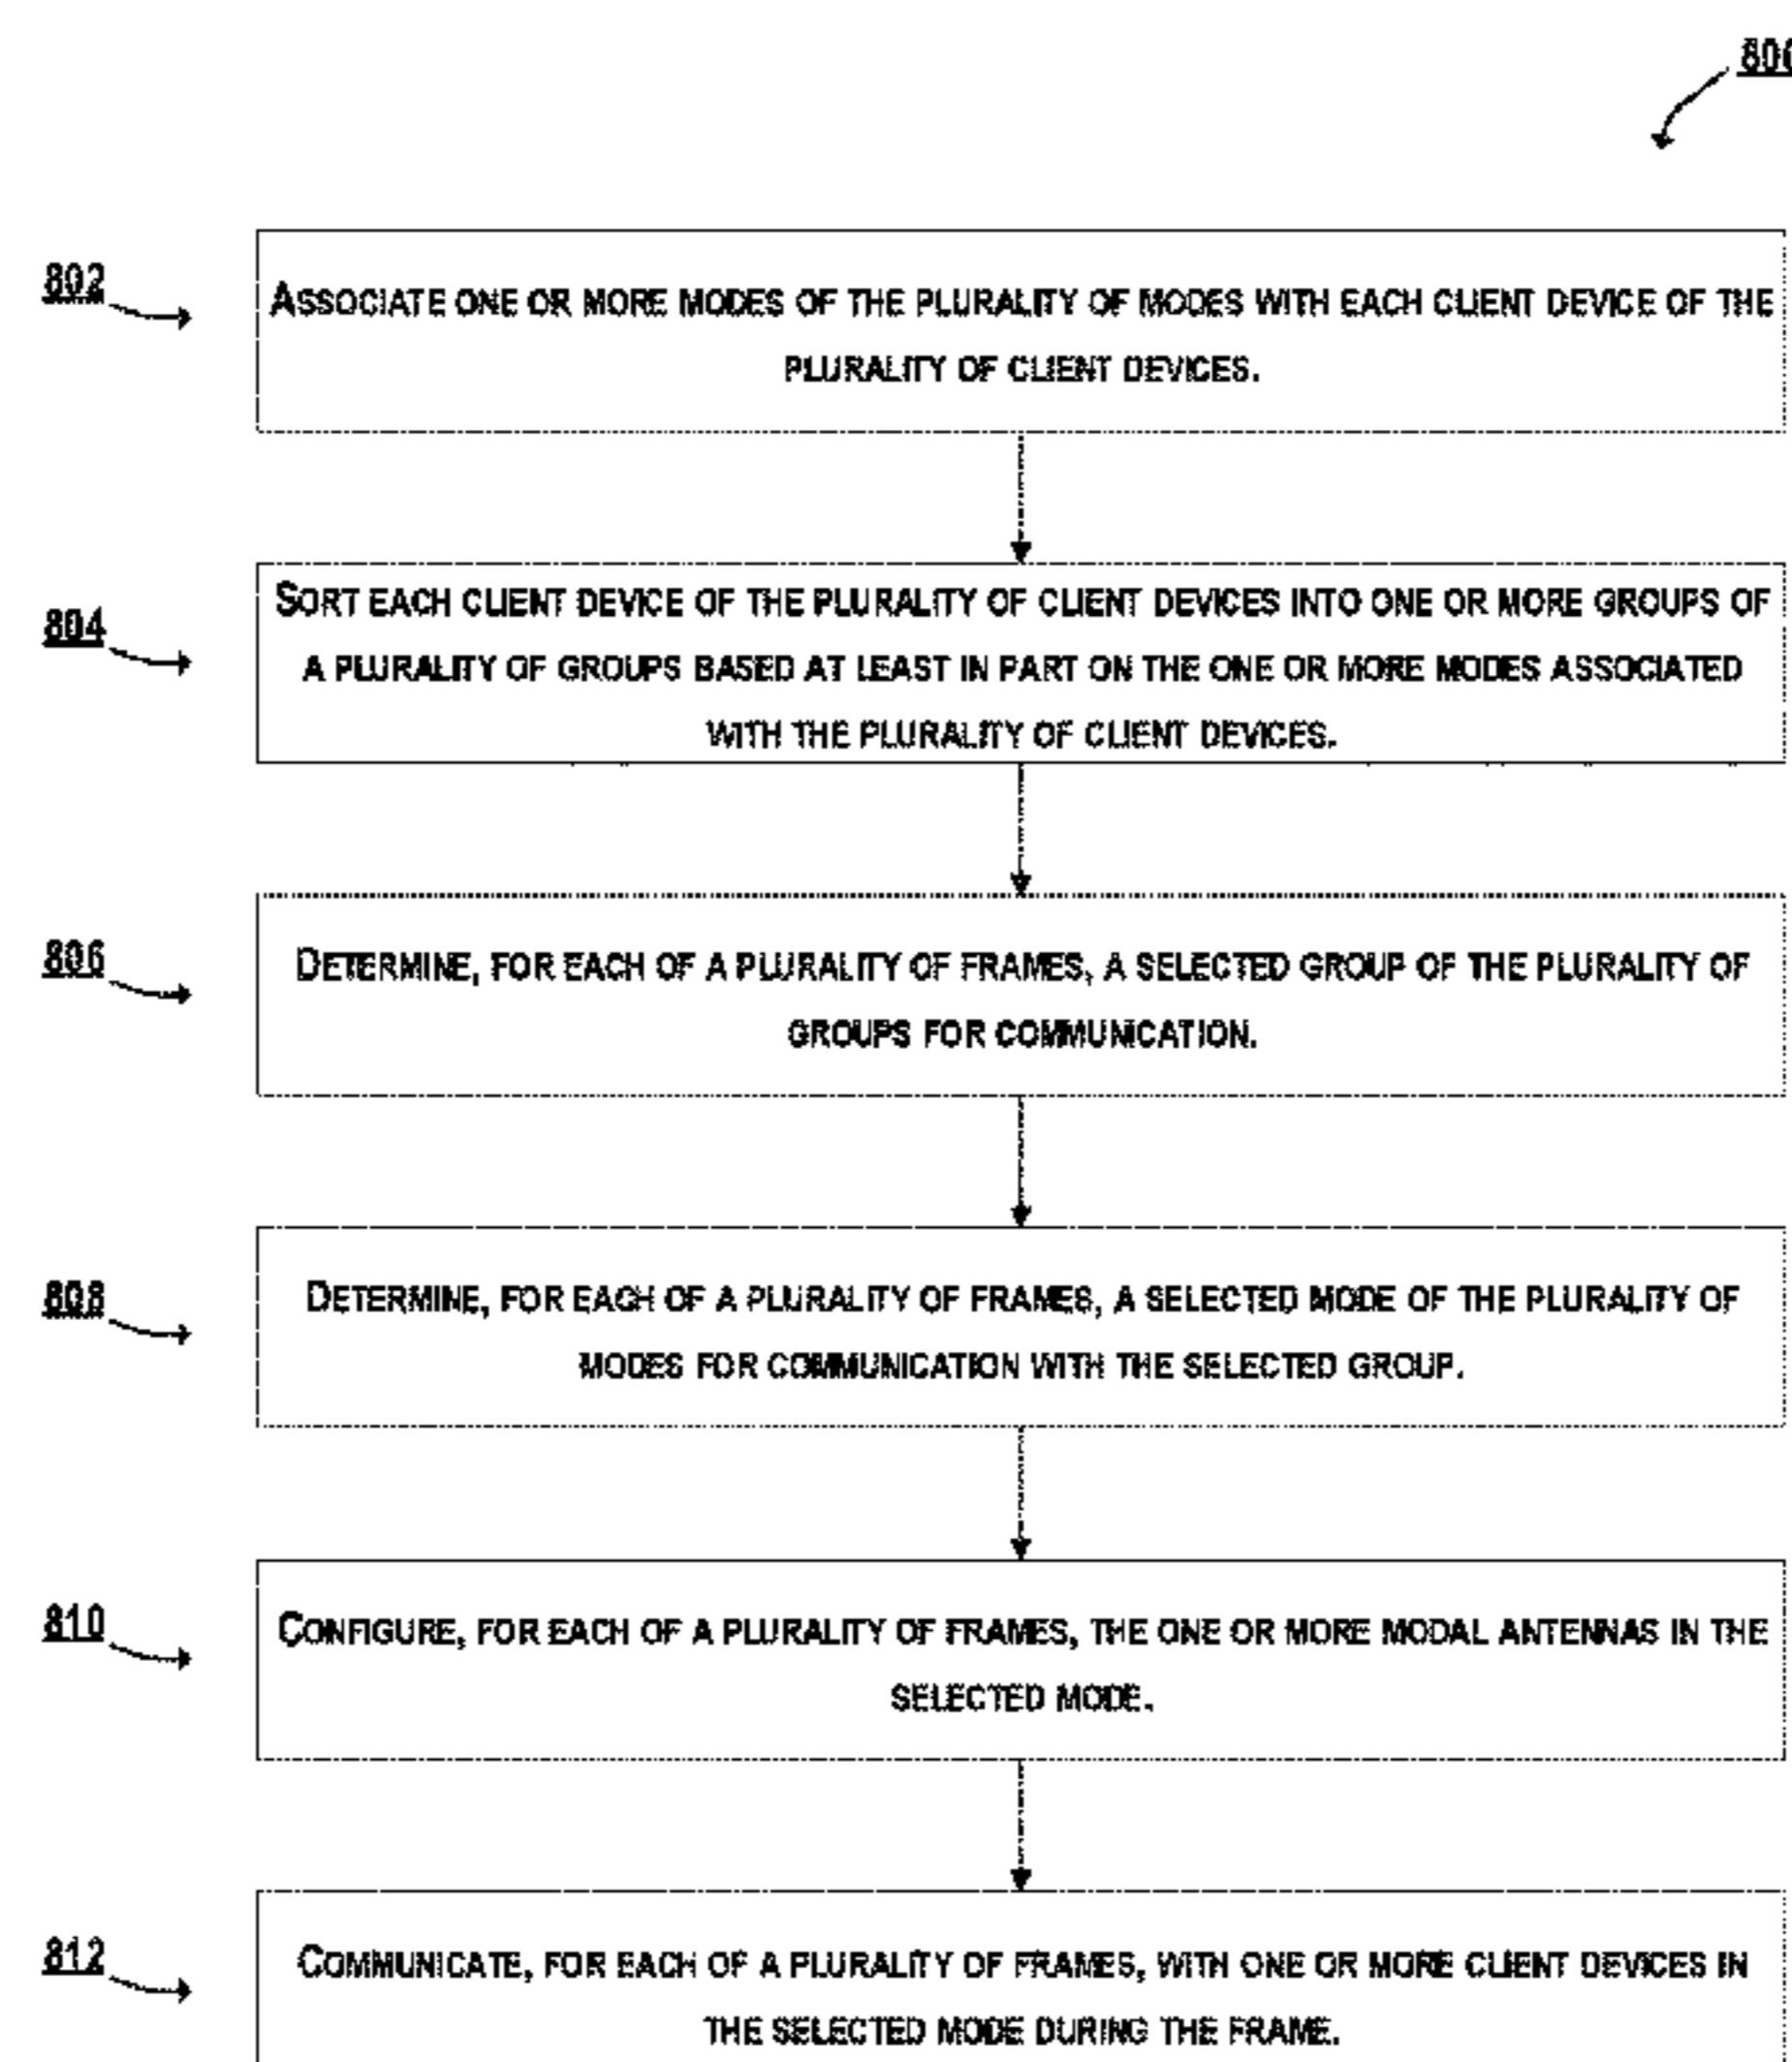 800
802
ASSOCIATE ONE OR MORE MODES OF THE PLURALITY OF MODES WITH EACH CLIENT DEVICE OF THE
PLURALITY OF CLIENT DEVICES.
804
SORT EACH CLIENT DEVICE OF THE PLURALITY OF CLIENT DEVICES INTO ONE OR MORE GROUPS OF
A PLURALITY OF GROUPS BASED AT LEAST IN PART ON THE ONE OR MORE MODES ASSOCIATED
WITH THE PLURALITY OF CLIENT DEVICES.
806
DETERMINE, FOR EACH OF A PLURALITY OF FRAMES, A SELECTED GROUP OF THE PLURALITY OF
GROUPS FOR COMMUNICATION.
808
DETERMINE, FOR EACH OF A PLURALITY OF FRAMES, A SELECTED MODE OF THE PLURALITY OF
MODES FOR COMMUNICATION WITH THE SELECTED GROUP.
810
CONFIGURE, FOR EACH OF A PLURALITY OF FRAMES, THE ONE OR MORE MODAL ANTENNAS IN THE
SELECTED MODE.
812
COMMUNICATE, FOR EACH OF A PLURALITY OF FRAMES, WITH ONE OR MORE CLIENT DEVICES IN
THE SELECTED MODE DURING THE FRAME.